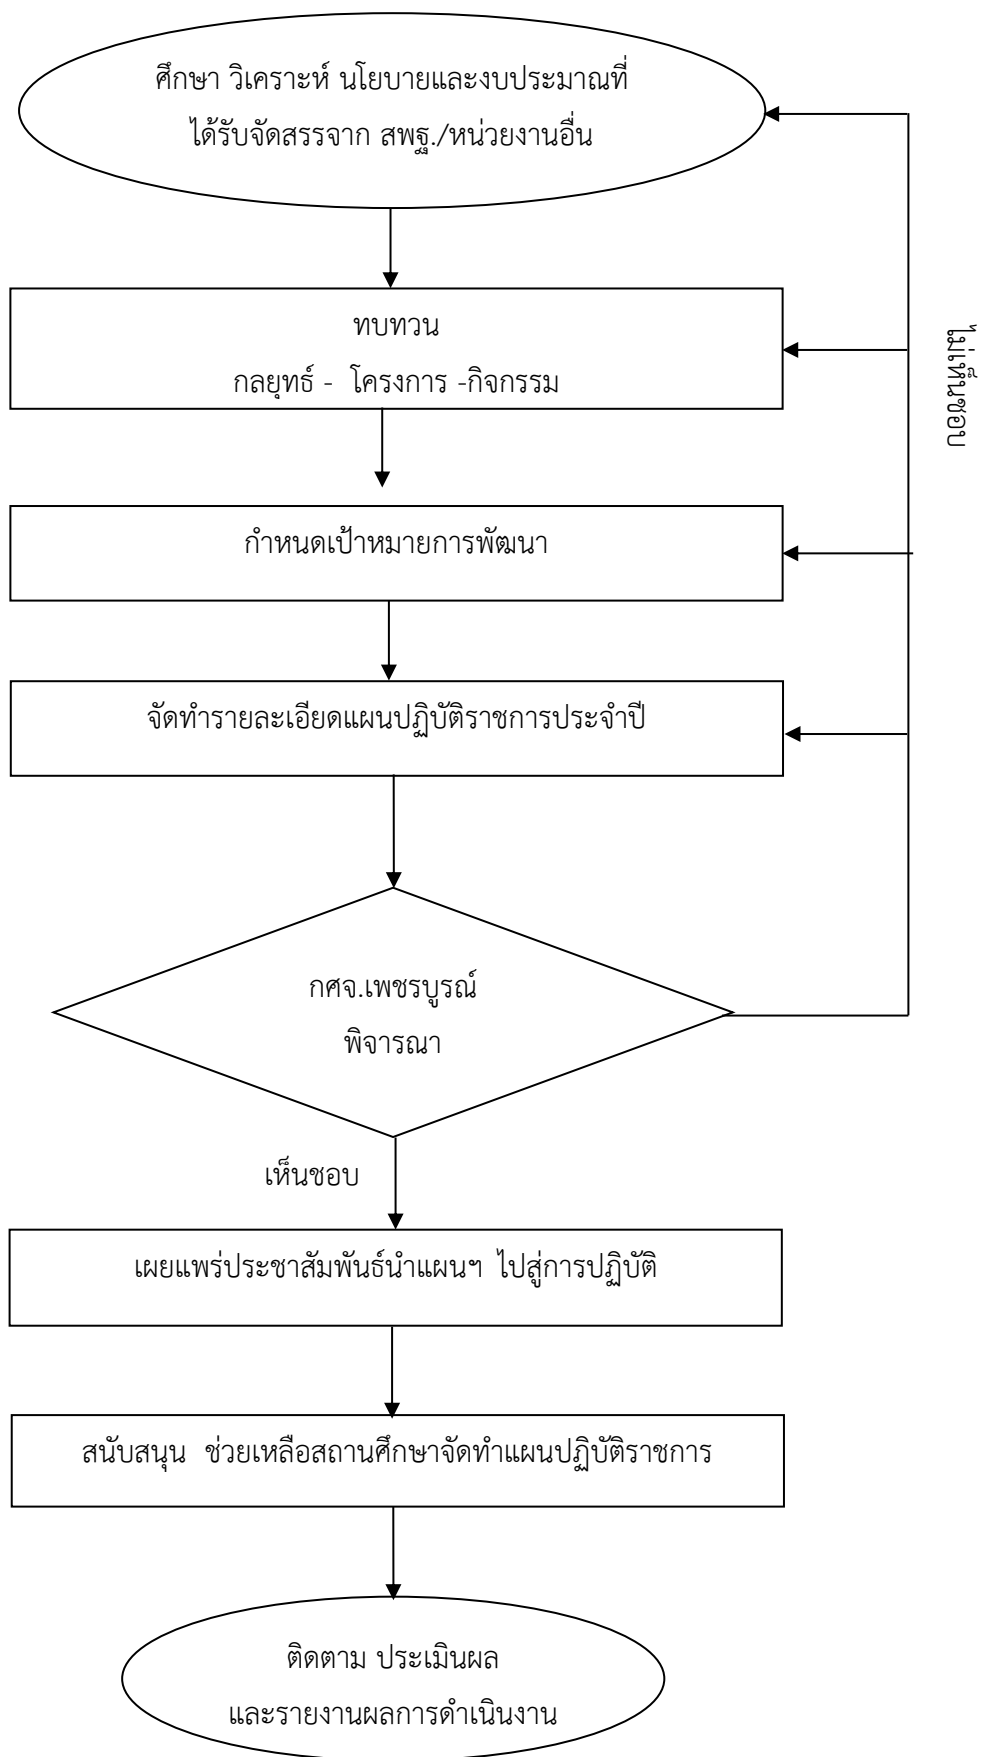 ศึกษา วิเคราะห์ นโยบายและงบประมาณที่
ได้รับจัดสรรจาก สพฐ./หน่วยงานอื่น
ทบทวน
กลยุทธ์ - โครงการ -กิจกรรม
ไม่เห็นชอบ
กำหนดเป้าหมายการพัฒนา
จัดทำรายละเอียดแผนปฏิบัติราชการประจำปี
กศจ.เพชรบูรณ์
พิจารณา
เห็นชอบ
เผยแพร่ประชาสัมพันธ์นำแผนฯ ไปสู่การปฏิบัติ
สนับสนุน ช่วยเหลือสถานศึกษาจัดทำแผนปฏิบัติราชการ
ติดตาม ประเมินผล
และรายงานผลการดำเนินงาน